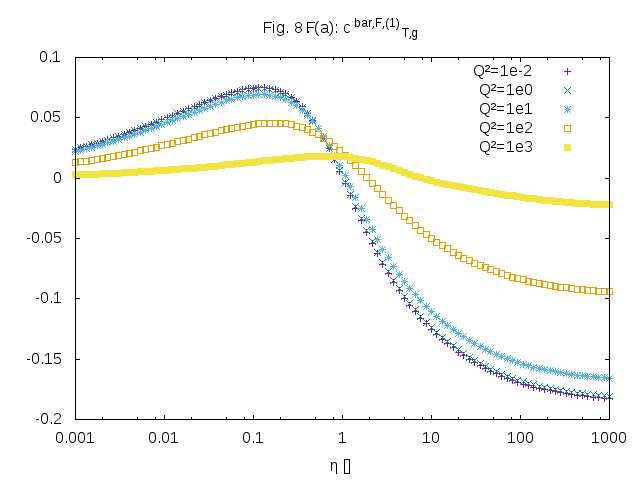 Fig. 8 F(a): c bar,F,(1) T,g
Q²=1e-2
Q²=1e0
Q²=1e1
Q²=1e2
Q²=1e3
0.1
0.05
0
-0.05
-0.1
-0.15
-0.2
0.001 0.01 0.1 1 10 100 1000
η []